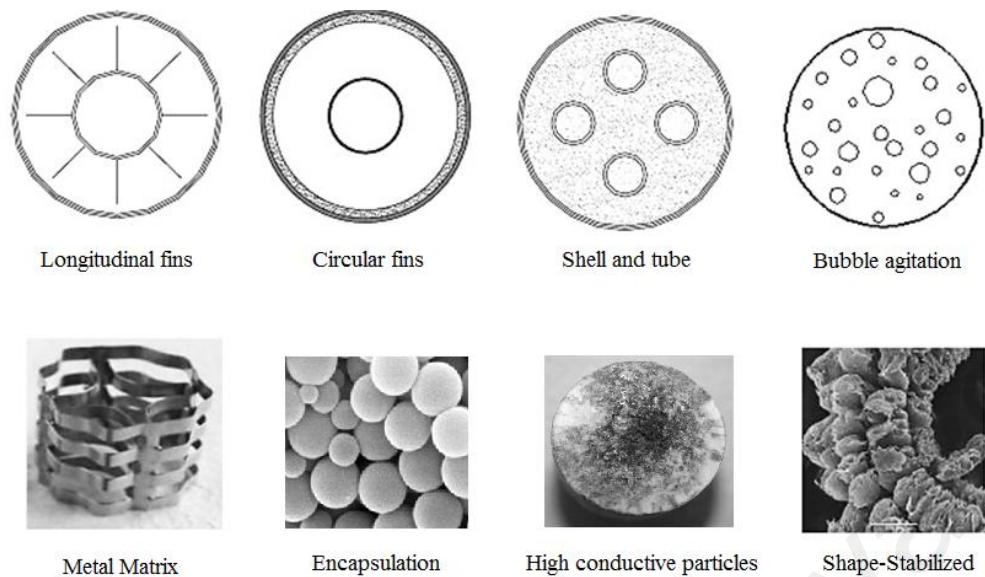 Longitudinal fins
Circular fins
Shell and tube
Bubble agitation
Metal Matrix
Encapsulation
High conductive particles
Shape-Stabilized